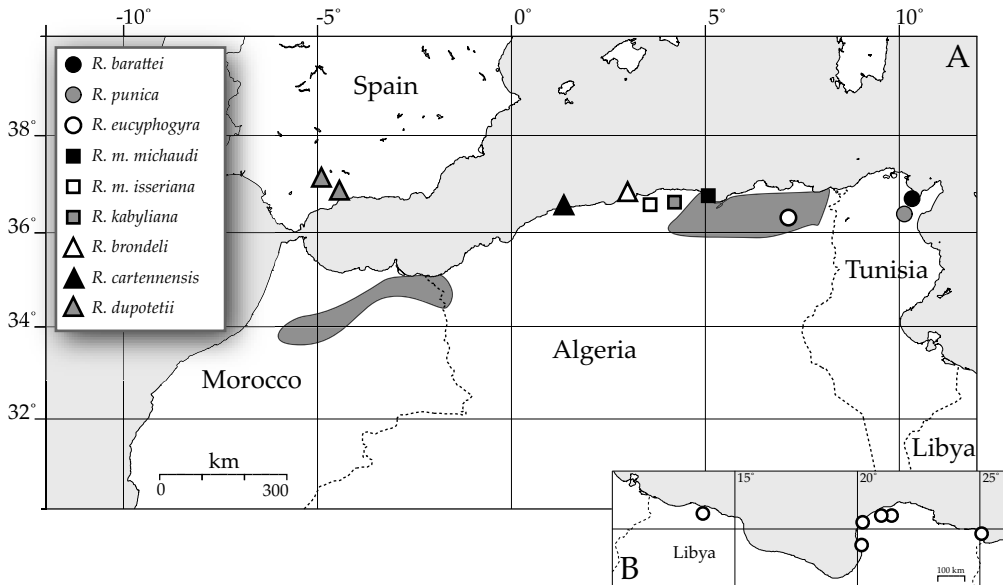 -10° -5° 0° 5° 10°
A
R. barattei
R. punica
R. eucyphogyra
R. m. michaudi
R. m. isseriana
R. kabyliana
R. brondeli
R. cartennensis
R. dupotetii
Spain
38°
36°
34°
32°
Tunisia
Algeria
Morocco
Libya
km
0 300
15° 20° 25°
Libya
B
100 km